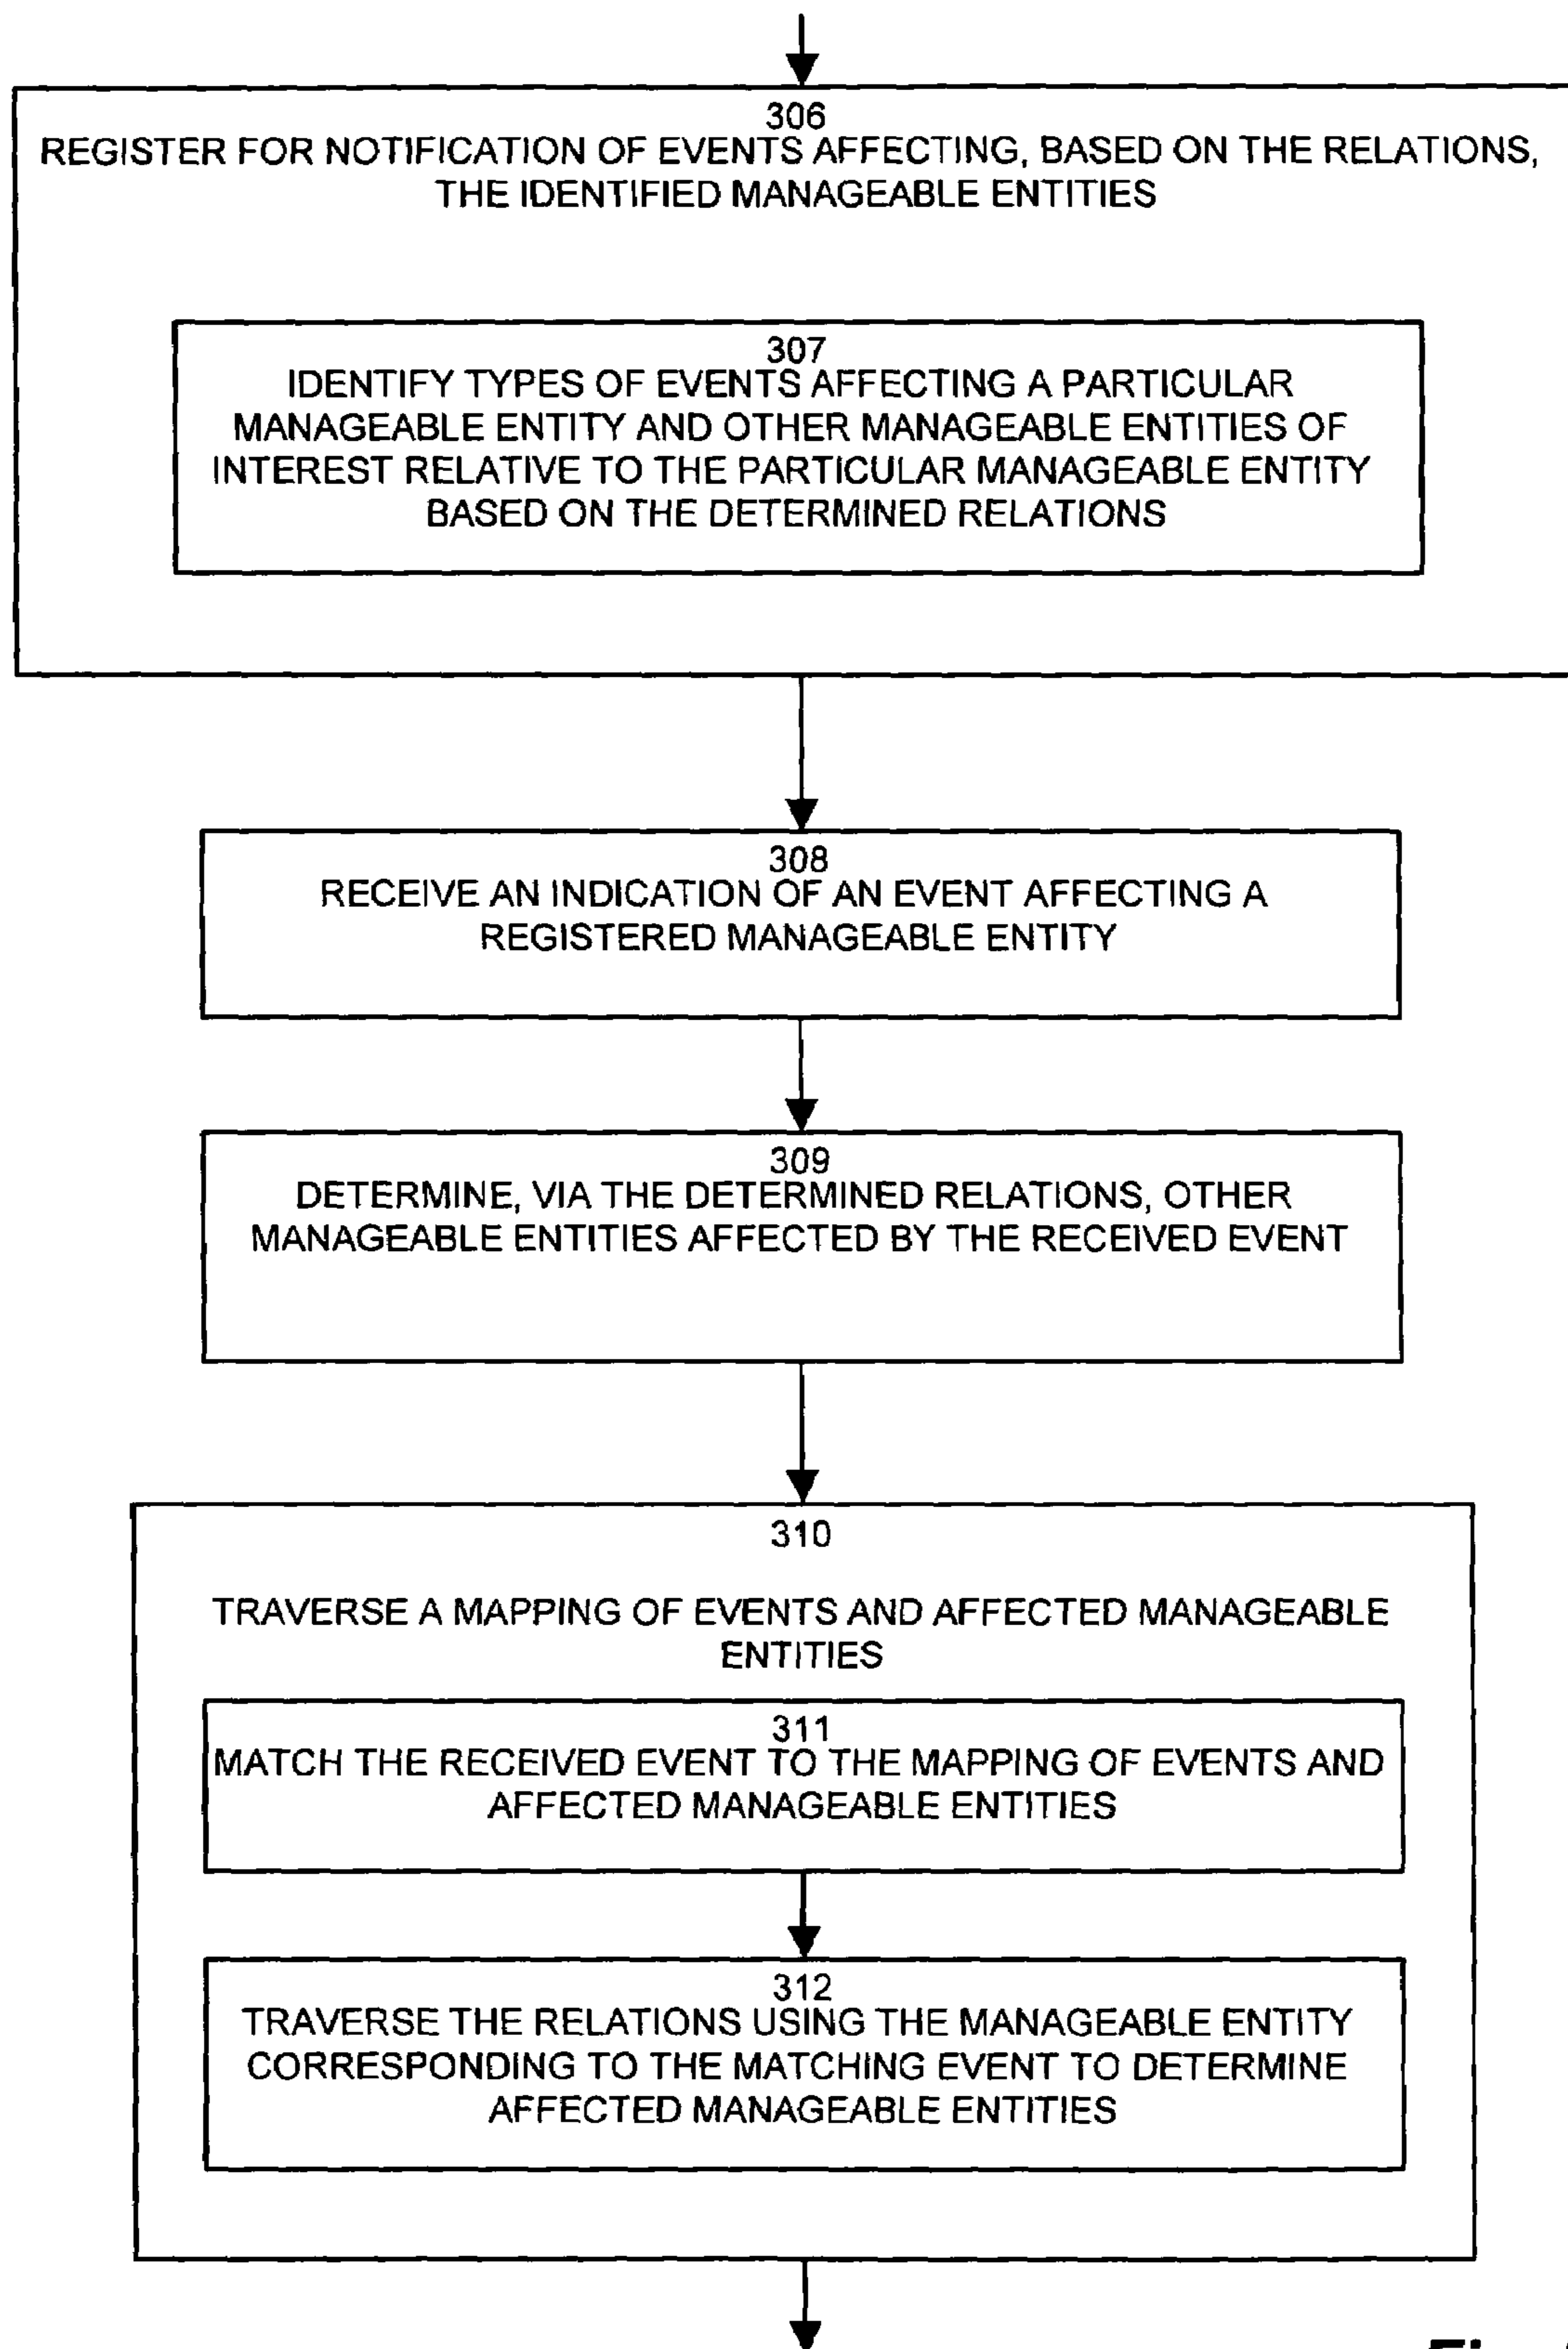 306
REGISTER FOR NOTIFICATION OF EVENTS AFFECTING, BASED ON THE RELATIONS,
THE IDENTIFIED MANAGEABLE ENTITIES
307
IDENTIFY TYPES OF EVENTS AFFECTING A PARTICULAR
MANAGEABLE ENTITY AND OTHER MANAGEABLE ENTITIES OF
INTEREST RELATIVE TO THE PARTICULAR MANAGEABLE ENTITY
BASED ON THE DETERMINED RELATIONS
308
RECEIVE AN INDICATION OF AN EVENT AFFECTING A
REGISTERED MANAGEABLE ENTITY
309
DETERMINE, VIA THE DETERMINED RELATIONS, OTHER
MANAGEABLE ENTITIES AFFECTED BY THE RECEIVED EVENT
310
TRAVERSE A MAPPING OF EVENTS AND AFFECTED MANAGEABLE
ENTITIES
311
MATCH THE RECEIVED EVENT TO THE MAPPING OF EVENTS AND
AFFECTED MANAGEABLE ENTITIES
312
TRAVERSE THE RELATIONS USING THE MANAGEABLE ENTITY
CORRESPONDING TO THE MATCHING EVENT TO DETERMINE
AFFECTED MANAGEABLE ENTITIES